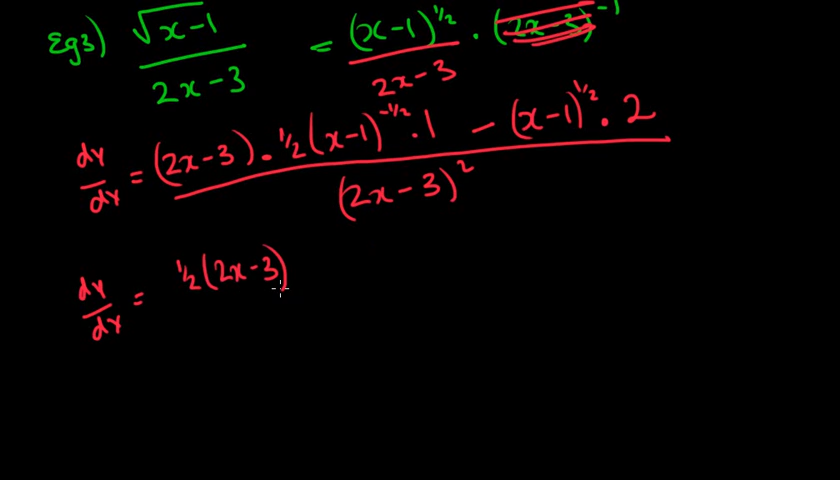 Eg3) √x-1 / 2x-3 = (x-1)^1/2 / 2x-3 · (2x-3)^-1
dy/dx = (2x-3) · 1/2 (x-1)^-1/2 · 1 - (x-1)^1/2 · 2 / (2x-3)^2
dy/dx = 1/2 (2x-3)